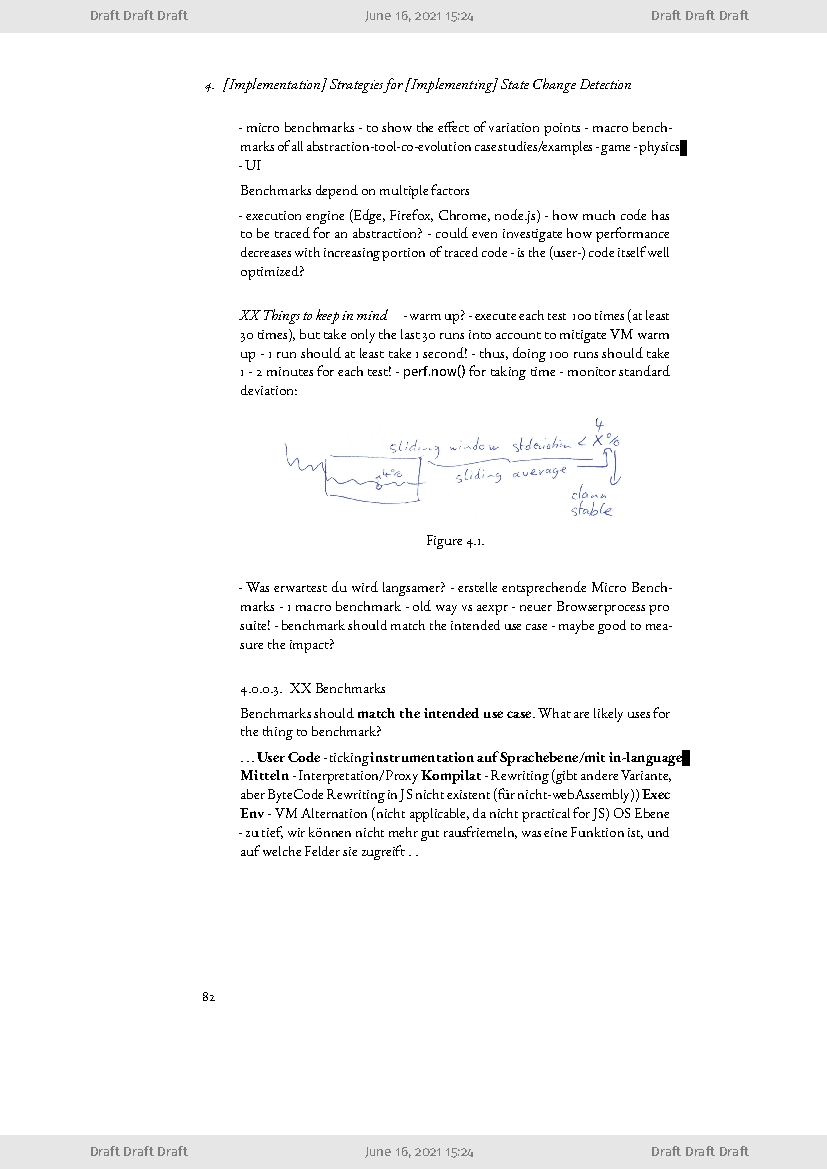 Draft Draft Draft June 16, 2021 15:24 Draft Draft Draft
4. [Implementation] Strategies for [Implementing] State Change Detection
- micro benchmarks - to show the effect of variation points - macro bench-
marks of all abstraction-tool-co-evolution casestudies/examples - game - physics
- UI
Benchmarks depend on multiple factors
- execution engine (Edge, Firefox, Chrome, node.js) - how much code has
to be traced for an abstraction? - could even investigate how performance
decreases with increasing portion of traced code - is the (user-) code itself well
optimized?
XX Things to keep in mind - warm up? - execute each test 100 times (at least
30 times), but take only the last 30 runs into account to mitigate VM warm
up - 1 run should at least take 1 second! - thus, doing 100 runs should take
1 - 2 minutes for each test! - perf.now() for taking time - monitor standard
deviation:
4
sliding window stdeviation < X%
4%
sliding average
dann
stable
Figure 4.1.
- Was erwartest du wird langsamer? - erstelle entsprechende Micro Bench-
marks - 1 macro benchmark - old way vs aexpr - neuer Browserprocess pro
suite! - benchmark should match the intended use case - maybe good to mea-
sure the impact?
4.0.0.3. XX Benchmarks
Benchmarks should match the intended use case. What are likely uses for
the thing to benchmark?
... User Code - ticking instrumentation auf Sprachebene/mit in-language
Mitteln - Interpretation/Proxy Kompilat - Rewriting (gibt andere Variante,
aber ByteCode Rewriting in JS nicht existent (für nicht-webAssembly)) Exec
Env - VM Alternation (nicht applicable, da nicht practical for JS) OS Ebene
- zu tief, wir können nicht mehr gut rausfriemeln, was eine Funktion ist, und
auf welche Felder sie zugreift . .
82
Draft Draft Draft June 16, 2021 15:24 Draft Draft Draft